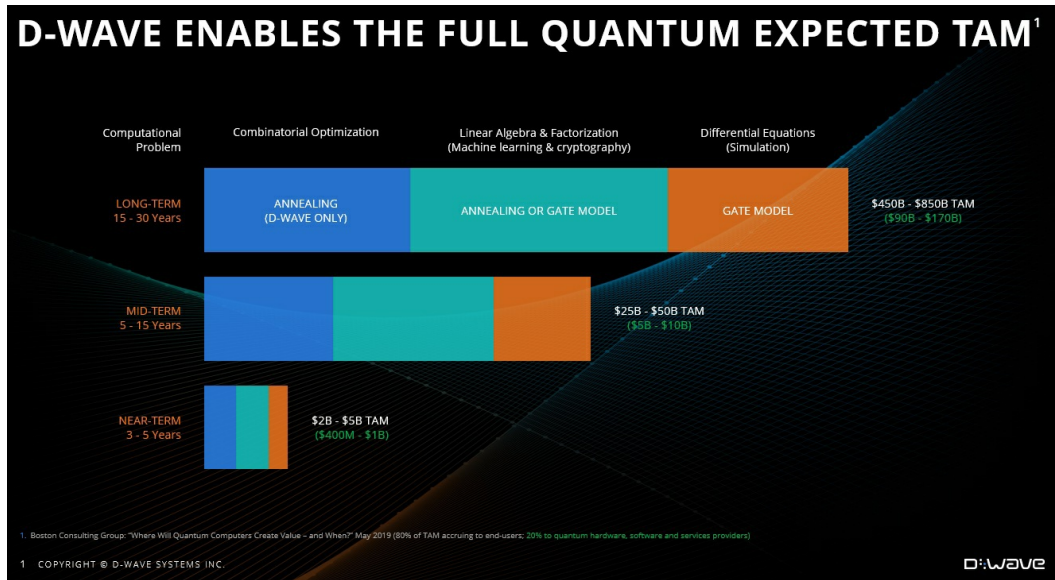 D-WAVE ENABLES THE FULL QUANTUM EXPECTED TAM¹
Computational
Problem
Combinatorial Optimization
Linear Algebra & Factorization
(Machine learning & cryptography)
Differential Equations
(Simulation)
LONG-TERM
15 - 30 Years
ANNEALING
(D-WAVE ONLY)
ANNEALING OR GATE MODEL
GATE MODEL
$450B - $850B TAM
($90B - $170B)
MID-TERM
5 - 15 Years
$25B - $50B TAM
($5B - $10B)
NEAR-TERM
3 - 5 Years
$2B - $5B TAM
($400M - $1B)
1. Boston Consulting Group: "Where Will Quantum Computers Create Value – and When?" May 2019 (80% of TAM accruing to end-users; 20% to quantum hardware, software and services providers)
1 COPYRIGHT © D-WAVE SYSTEMS INC.
D:wave